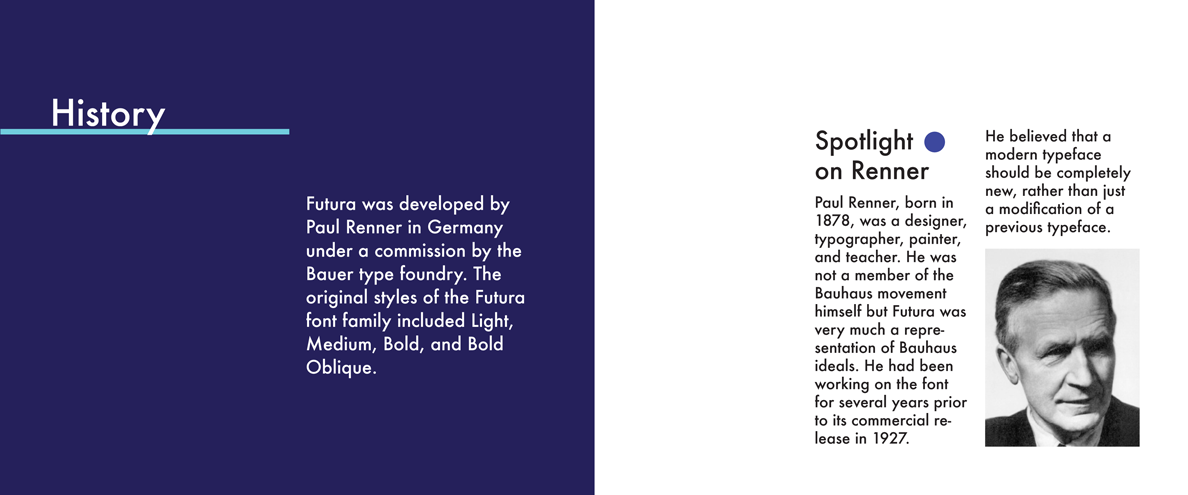 History
Futura was developed by
Paul Renner in Germany
under a commission by the
Bauer type foundry. The
original styles of the Futura
font family included Light,
Medium, Bold, and Bold
Oblique.
Spotlight
on Renner
Paul Renner, born in
1878, was a designer,
typographer, painter,
and teacher. He was
not a member of the
Bauhaus movement
himself but Futura was
very much a repre-
sentation of Bauhaus
ideals. He had been
working on the font
for several years prior
to its commercial re-
lease in 1927.
He believed that a
modern typeface
should be completely
new, rather than just
a modification of a
previous typeface.